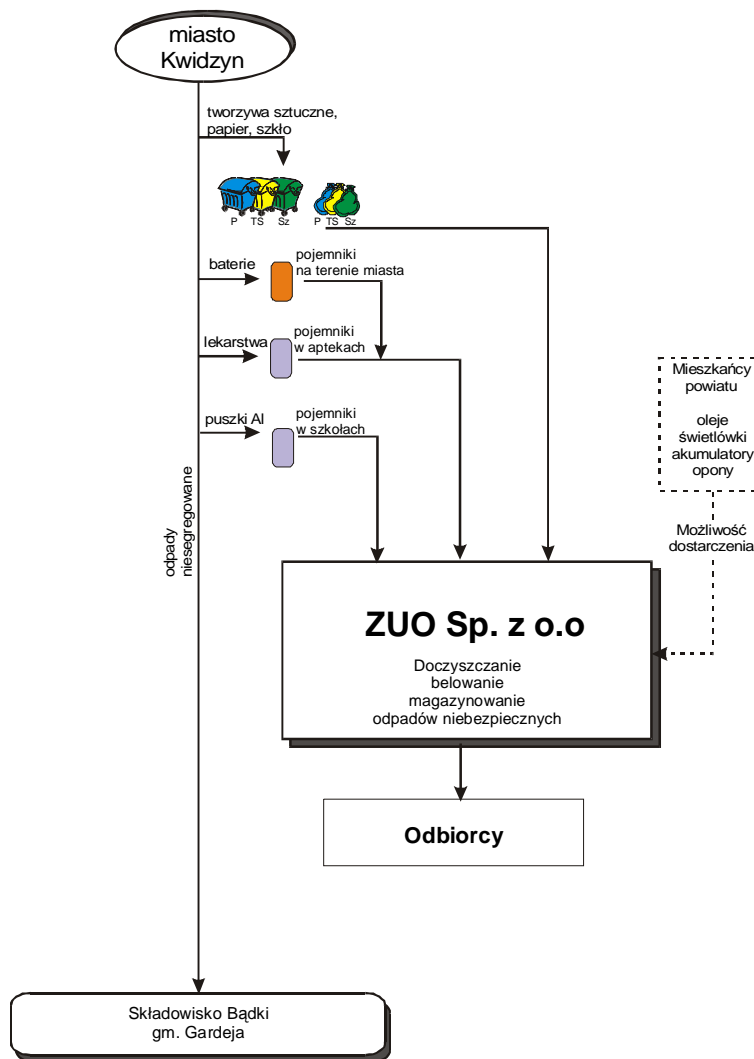 miasto
Kwidzyn
tworzywa sztuczne,
papier, szkło
P TS Sz
P TS Sz
baterie
pojemniki
na terenie miasta
lekarstwa
pojemniki
w aptekach
puszki Al
pojemniki
w szkołach
Mieszkańcy
powiatu
oleje
świetlówki
akumulatory
opony
Możliwość
dostarczenia
odpady
niesegregowane
ZUO Sp. z o.o
Doczyszczanie
belowanie
magazynowanie
odpadów niebezpiecznych
Odbiorcy
Składowisko Bądki
gm. Gardeja